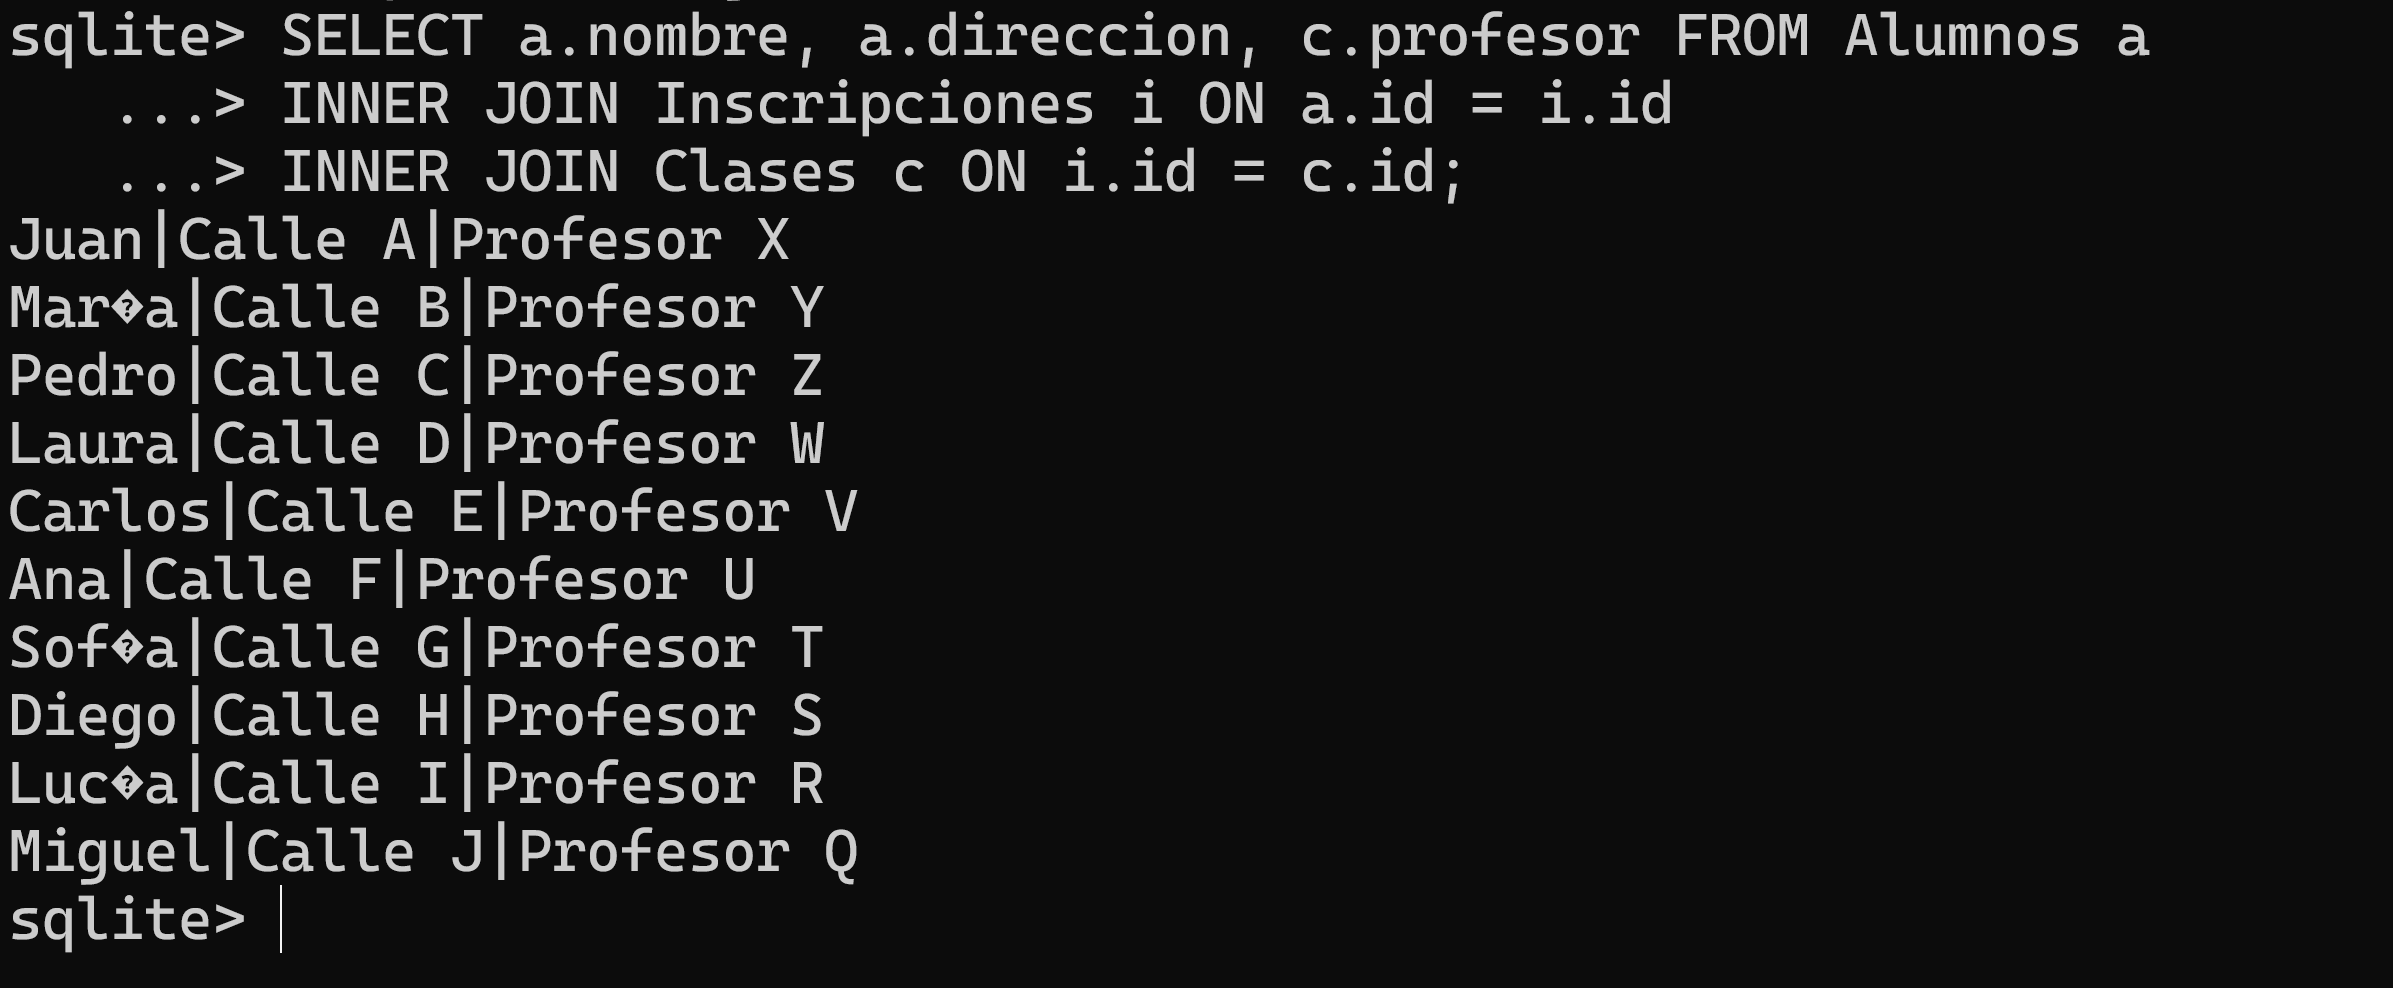 sqlite> SELECT a.nombre, a.direccion, c.profesor FROM Alumnos a
   ...> INNER JOIN Inscripciones i ON a.id = i.id
   ...> INNER JOIN Clases c ON i.id = c.id;
Juan|Calle A|Profesor X
Mar�a|Calle B|Profesor Y
Pedro|Calle C|Profesor Z
Laura|Calle D|Profesor W
Carlos|Calle E|Profesor V
Ana|Calle F|Profesor U
Sof�a|Calle G|Profesor T
Diego|Calle H|Profesor S
Luc�a|Calle I|Profesor R
Miguel|Calle J|Profesor Q
sqlite>